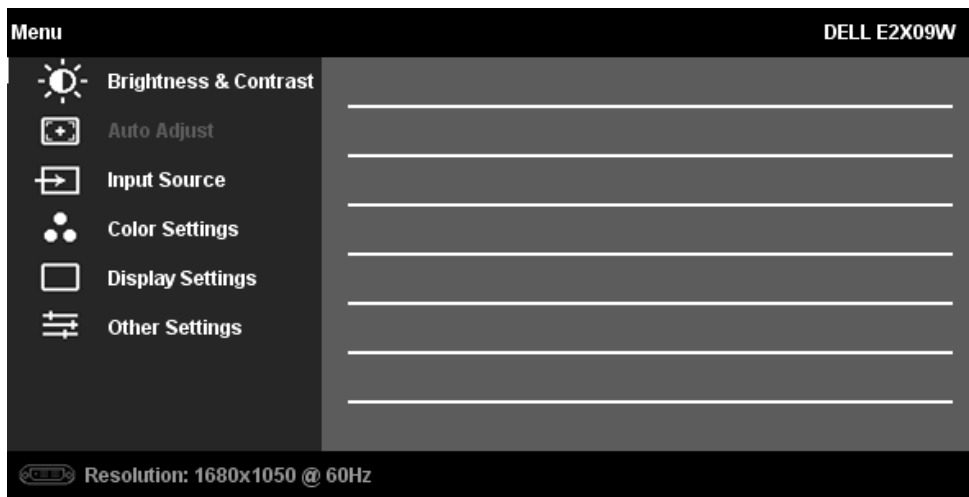 Menu DELL E2X09W
Brightness & Contrast
Auto Adjust
Input Source
Color Settings
Display Settings
Other Settings
Resolution: 1680x1050 @ 60Hz